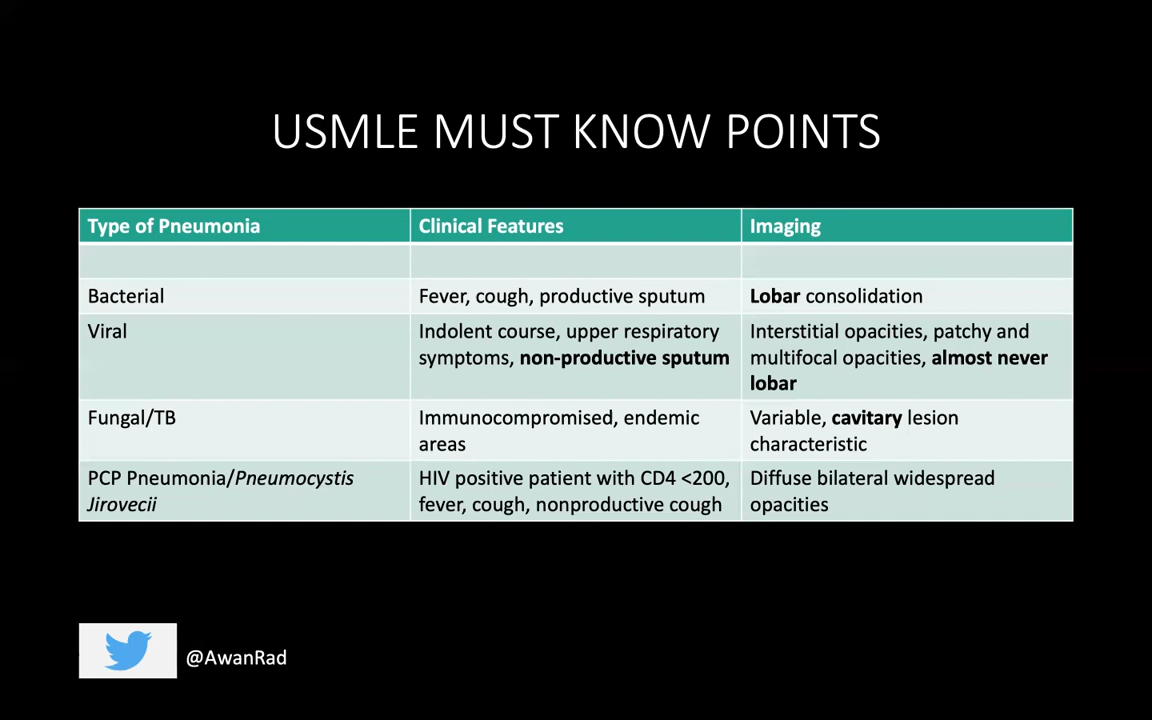 USMLE MUST KNOW POINTS
Type of Pneumonia
Clinical Features
Imaging
Bacterial
Fever, cough, productive sputum
Lobar consolidation
Viral
Indolent course, upper respiratory
symptoms, non-productive sputum
Interstitial opacities, patchy and
multifocal opacities, almost never
lobar
Fungal/TB
Immunocompromised, endemic
areas
Variable, cavitary lesion
characteristic
PCP Pneumonia/Pneumocystis
Jirovecii
HIV positive patient with CD4 <200,
fever, cough, nonproductive cough
Diffuse bilateral widespread
opacities
@AwanRad